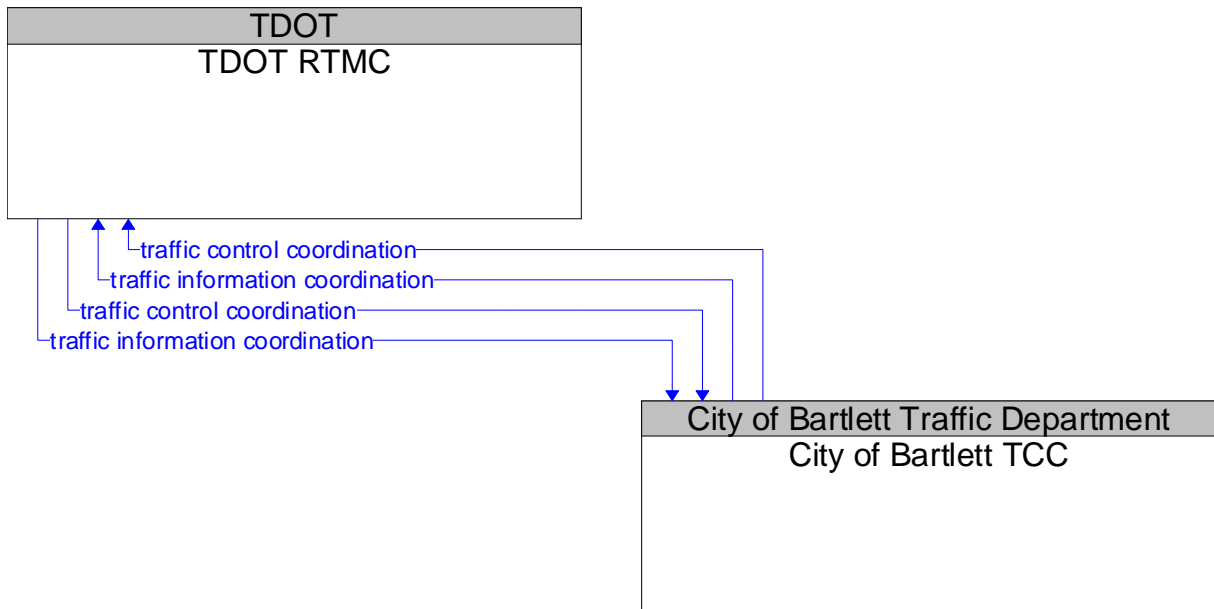 TDOT
TDOT RTMC
traffic control coordination
traffic information coordination
traffic control coordination
traffic information coordination
City of Bartlett Traffic Department
City of Bartlett TCC